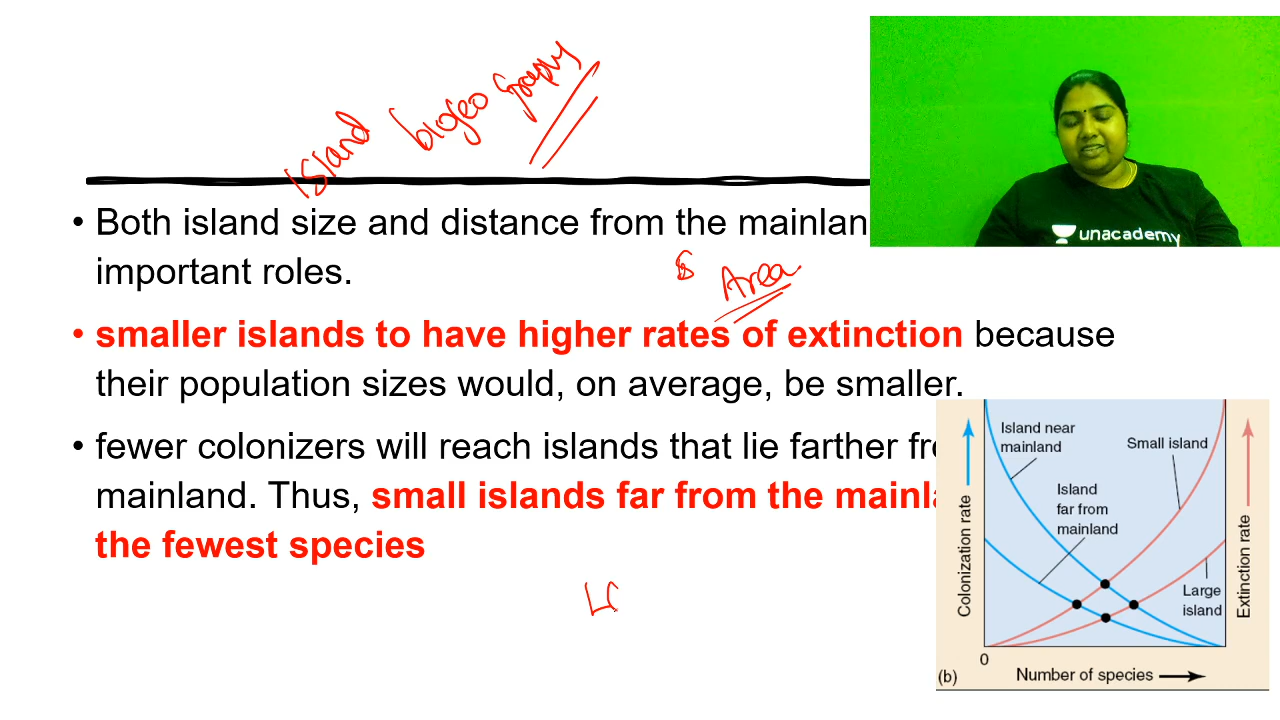 Island biogeography
• Both island size and distance from the mainlan
important roles.
S Area
• smaller islands to have higher rates of extinction because
their population sizes would, on average, be smaller.
• fewer colonizers will reach islands that lie farther fr
mainland. Thus, small islands far from the mainla
the fewest species
unacademy
Island near
mainland
Small island
Island
far from
mainland
Large
island
Colonization rate
Extinction rate
0
Number of species
(b)